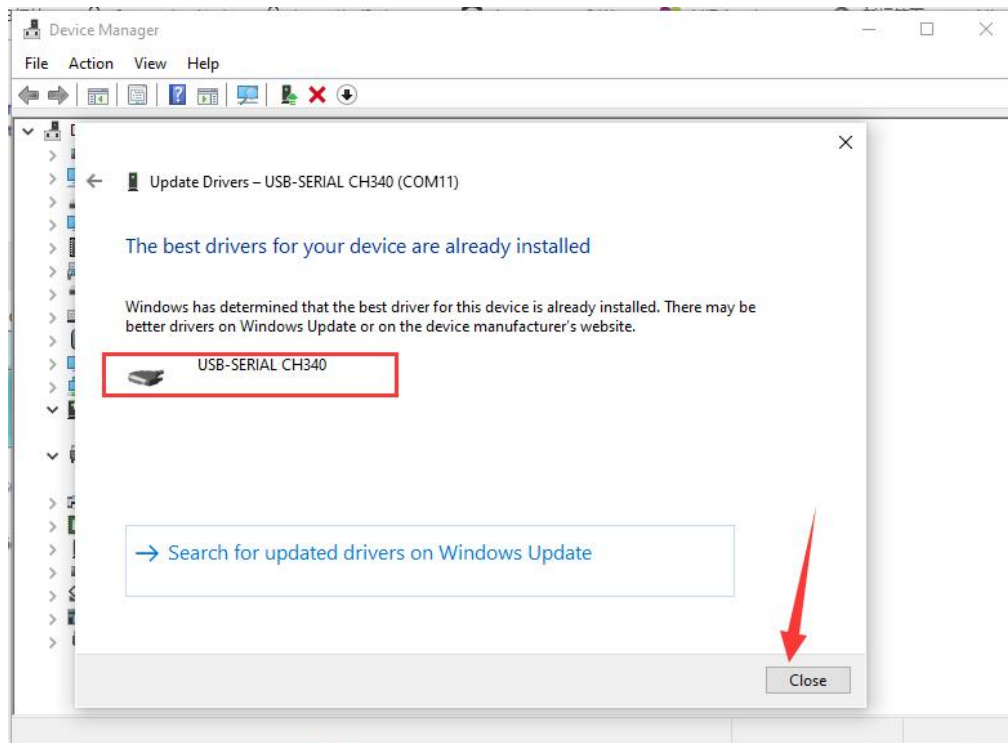 Device Manager
File Action View Help
Update Drivers – USB-SERIAL CH340 (COM11)
The best drivers for your device are already installed
Windows has determined that the best driver for this device is already installed. There may be
better drivers on Windows Update or on the device manufacturer's website.
USB-SERIAL CH340
Search for updated drivers on Windows Update
Close